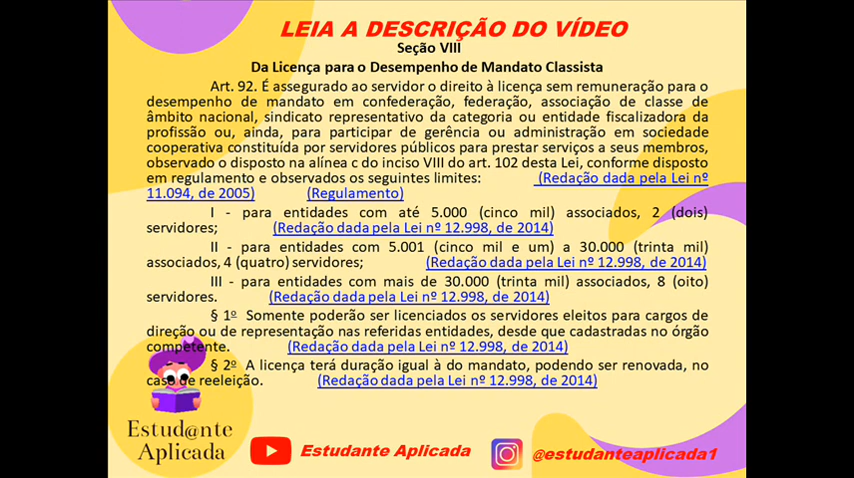 LEIA A DESCRIÇÃO DO VÍDEO
Seção VIII
Da Licença para o Desempenho de Mandato Classista
Art. 92. É assegurado ao servidor o direito à licença sem remuneração para o
desempenho de mandato em confederação, federação, associação de classe de
âmbito nacional, sindicato representativo da categoria ou entidade fiscalizadora da
profissão ou, ainda, para participar de gerência ou administração em sociedade
cooperativa constituída por servidores públicos para prestar serviços a seus membros,
observado o disposto na alínea c do inciso VIII do art. 102 desta Lei, conforme disposto
em regulamento e observados os seguintes limites: (Redação dada pela Lei nº
11.094, de 2005) (Regulamento)
I - para entidades com até 5.000 (cinco mil) associados, 2 (dois)
servidores; (Redação dada pela Lei nº 12.998, de 2014)
II - para entidades com 5.001 (cinco mil e um) a 30.000 (trinta mil)
associados, 4 (quatro) servidores; (Redação dada pela Lei nº 12.998, de 2014)
III - para entidades com mais de 30.000 (trinta mil) associados, 8 (oito)
servidores. (Redação dada pela Lei nº 12.998, de 2014)
§ 1º Somente poderão ser licenciados os servidores eleitos para cargos de
direção ou de representação nas referidas entidades, desde que cadastradas no órgão
competente. (Redação dada pela Lei nº 12.998, de 2014)
§ 2º A licença terá duração igual à do mandato, podendo ser renovada, no
caso de reeleição. (Redação dada pela Lei nº 12.998, de 2014)
Estud@nte
Aplicada
Estudante Aplicada
@estudanteaplicada1